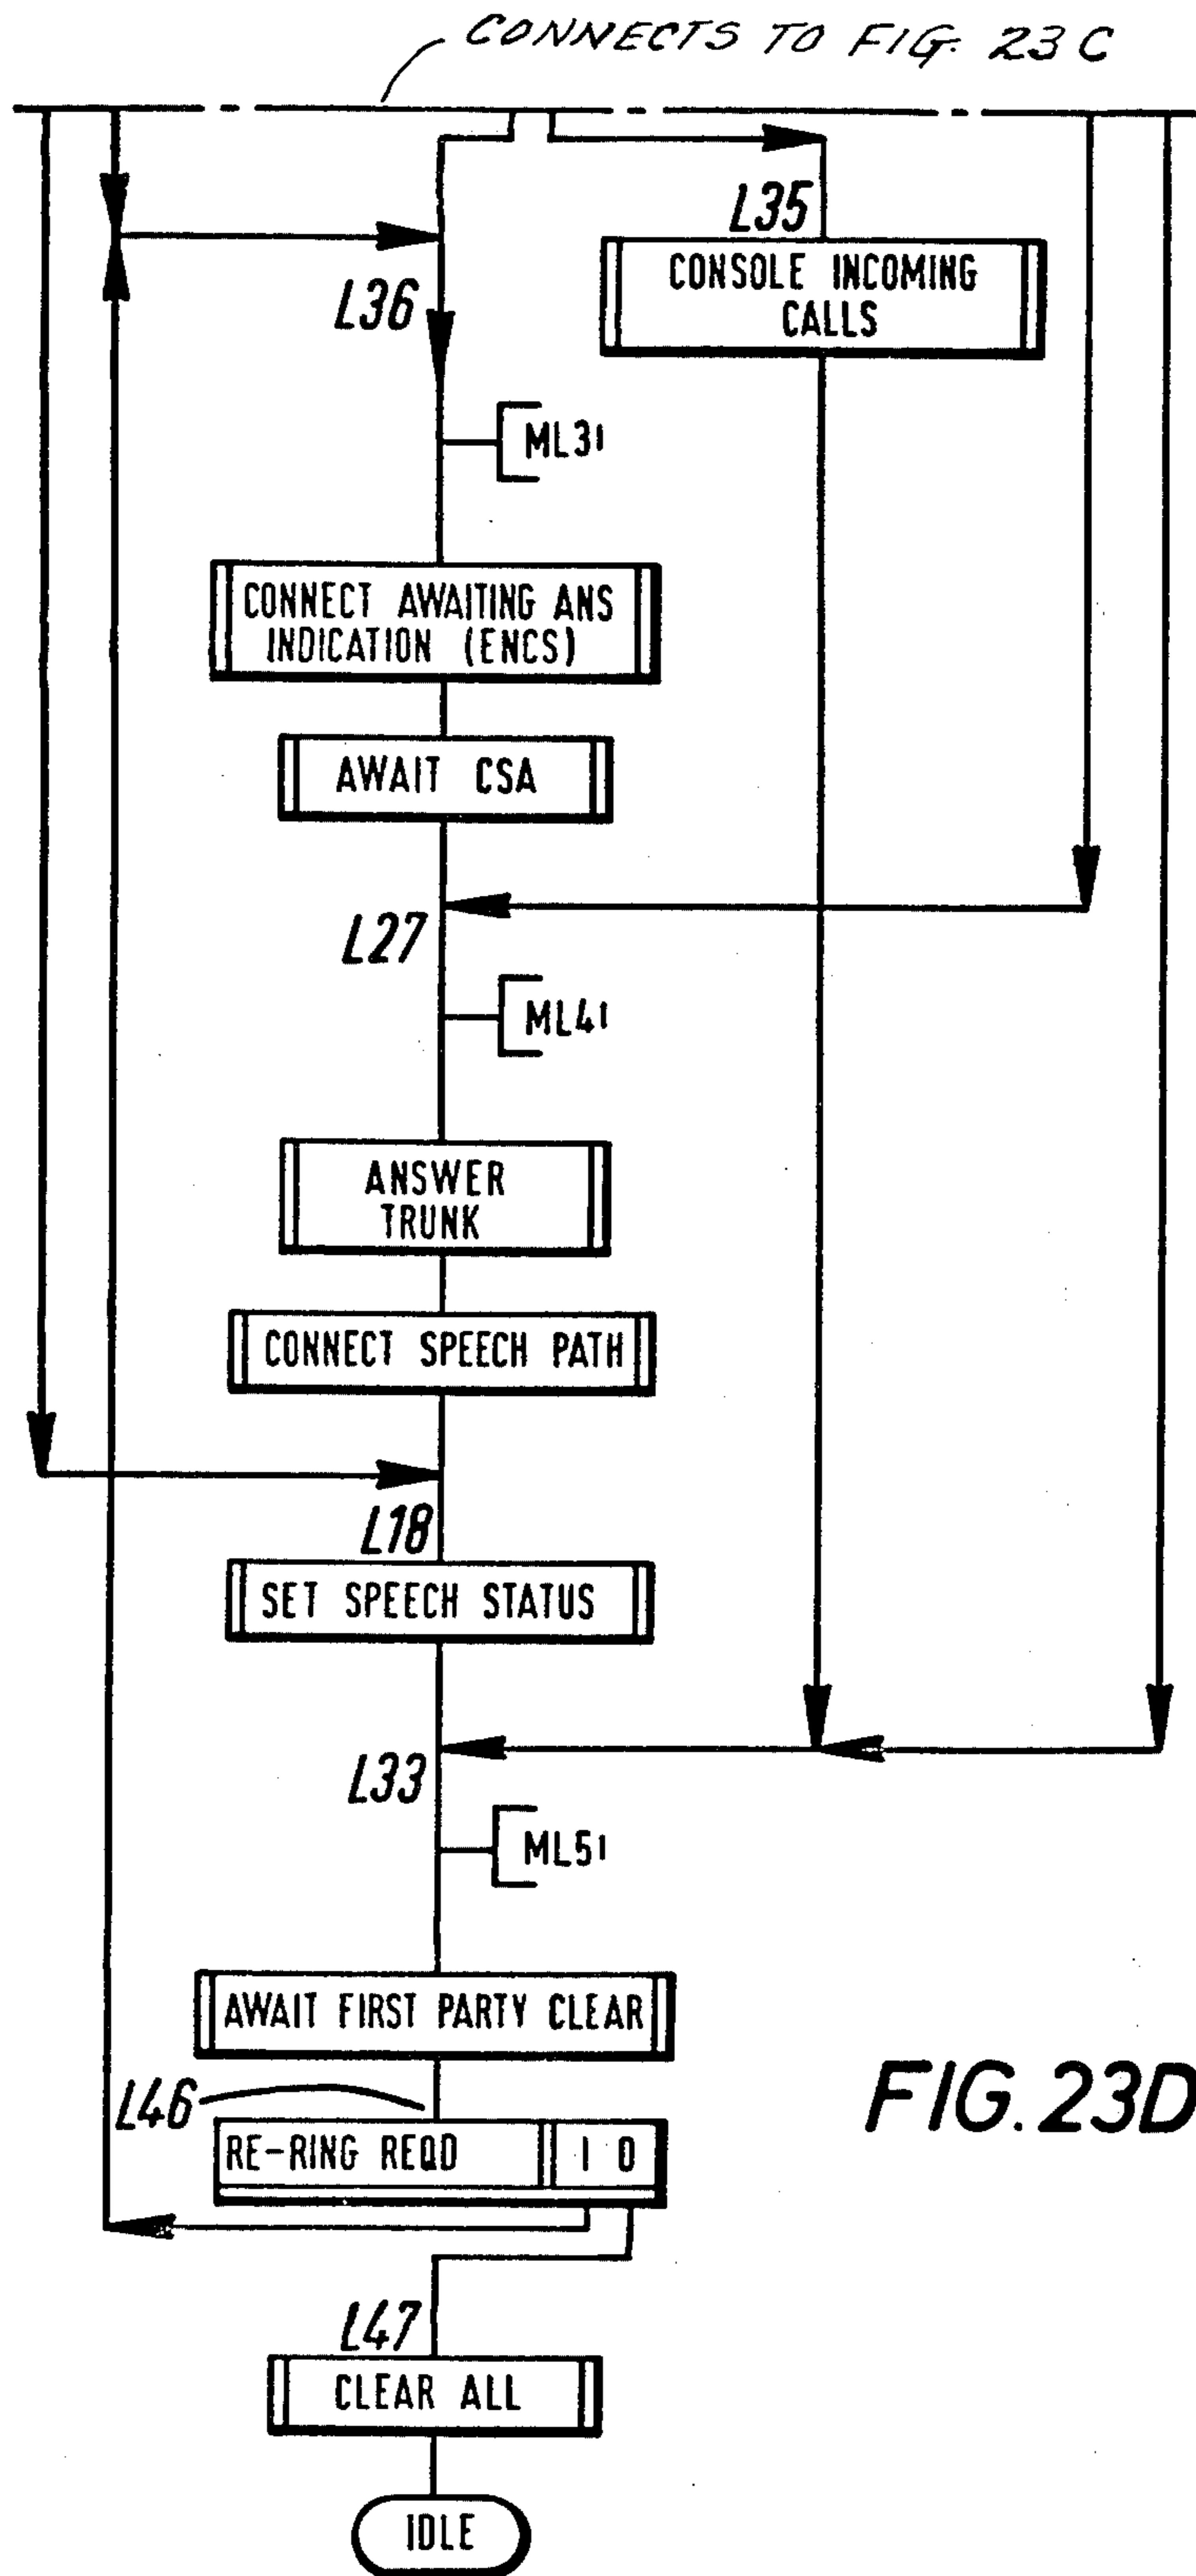 CONNECTS TO FIG. 23 C
L35
CONSOLE INCOMING
CALLS
L36
ML31
CONNECT AWAITING ANS
INDICATION (ENCS)
AWAIT CSA
L27
ML41
ANSWER
TRUNK
CONNECT SPEECH PATH
L18
SET SPEECH STATUS
L33
ML51
AWAIT FIRST PARTY CLEAR
L46
RE-RING REQD
1 0
FIG. 23D
L47
CLEAR ALL
IDLE